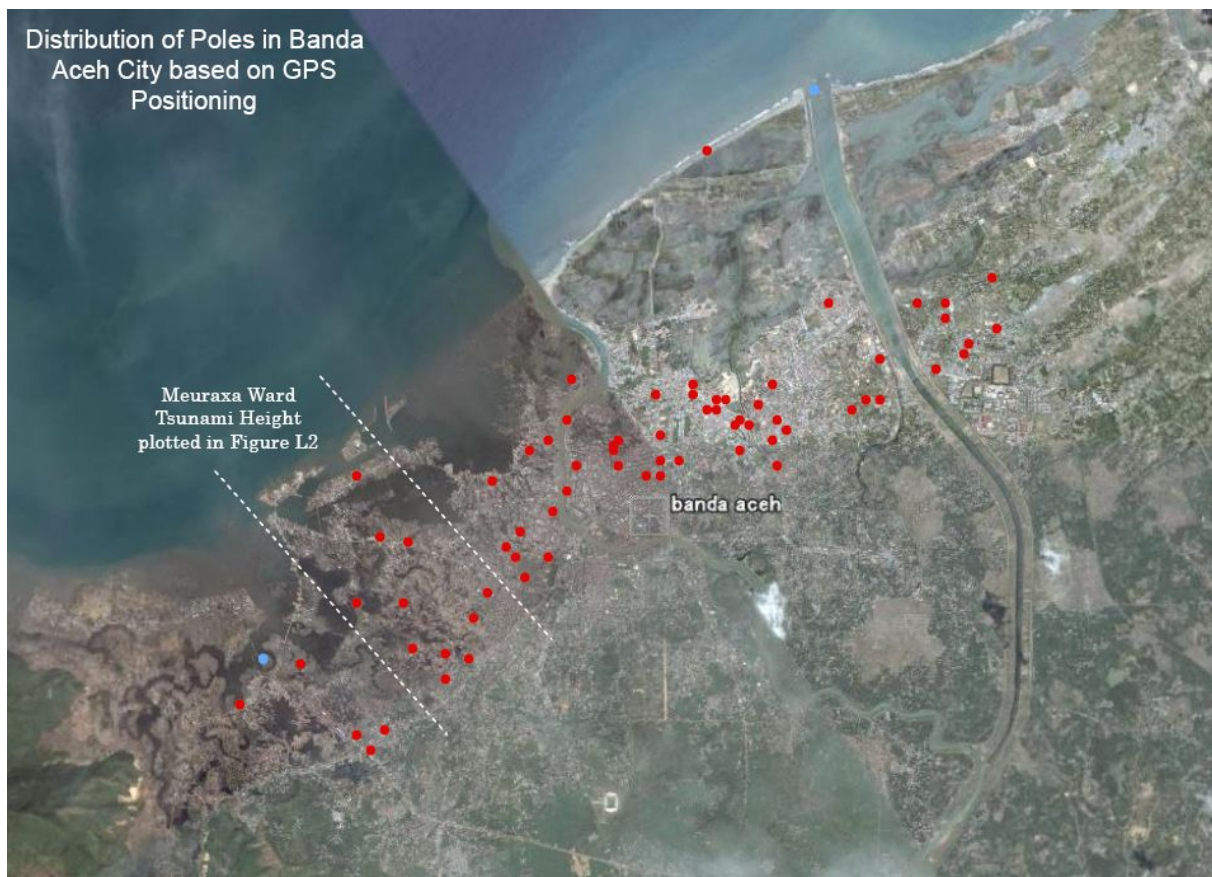 Distribution of Poles in Banda
Aceh City based on GPS
Positioning
Meuraxa Ward
Tsunami Height
plotted in Figure L2
banda aceh